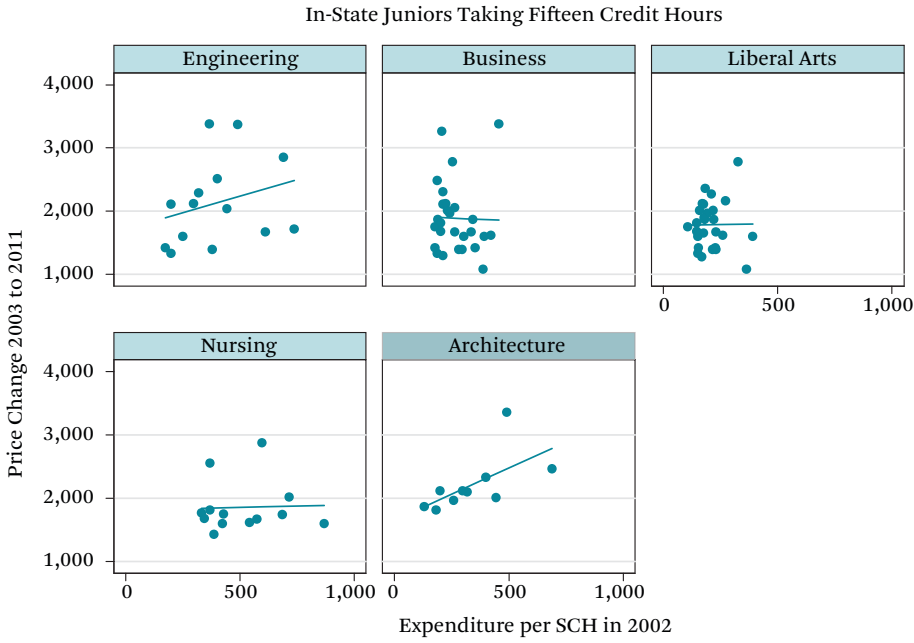 In-State Juniors Taking Fifteen Credit Hours
Engineering
Business
Liberal Arts
4,000
3,000
2,000
1,000
0
500
1,000
Nursing
Architecture
4,000
3,000
2,000
1,000
0
500
1,000
0
500
1,000
Price Change 2003 to 2011
Expenditure per SCH in 2002